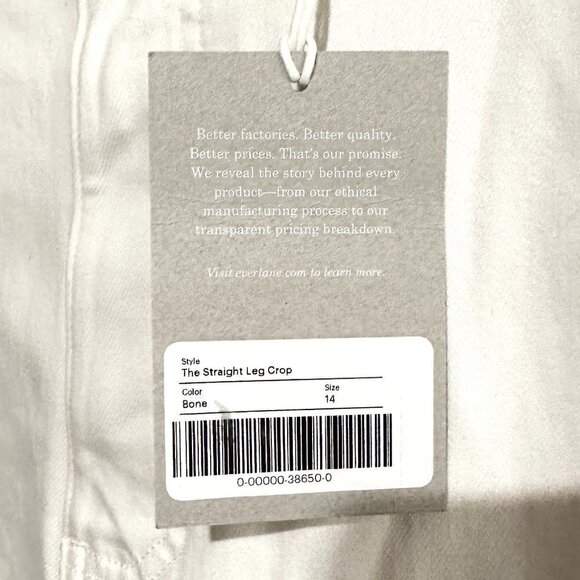 Better factories. Better quality.
Better prices. That's our promise.
We reveal the story behind every
product—from our ethical
manufacturing process to our
transparent pricing breakdown.
Visit everlane.com to learn more.
Style
The Straight Leg Crop
Color Size
Bone 14
0-00000-38650-0